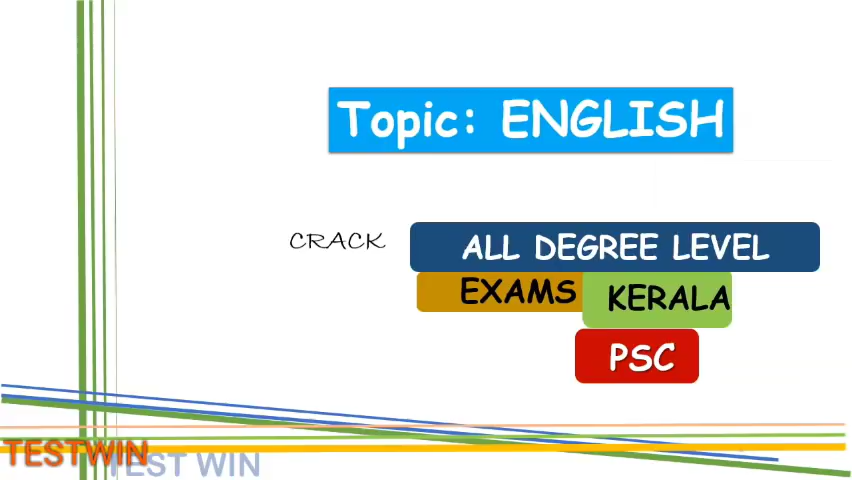 Topic: ENGLISH
CRACK ALL DEGREE LEVEL
EXAMS KERALA
PSC
TESTWIN
TEST WIN